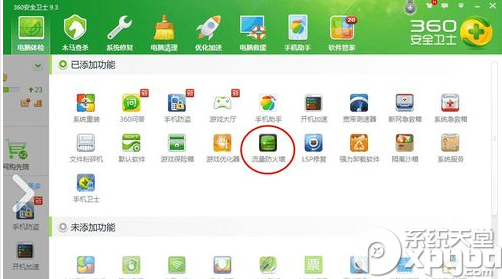 360安全卫士 9.3
电脑体检 木马查杀 系统修复 电脑清理 优化加速 电脑救援 手机助手 软件管家
360
安全卫士
已添加功能
23
系统重装 360问答 手机防盗 游戏大厅 手机助手 开机加速 宽带测速器 断网急救箱 系统急救箱
文件粉碎机 默认软件 游戏保险箱 游戏优化器 流量防火墙 LSP修复 强力卸载软件 隔离沙箱 系统服务
网购先赔
更多
手机卫士
手机防盗
未添加功能
开机加速
票
系统天堂